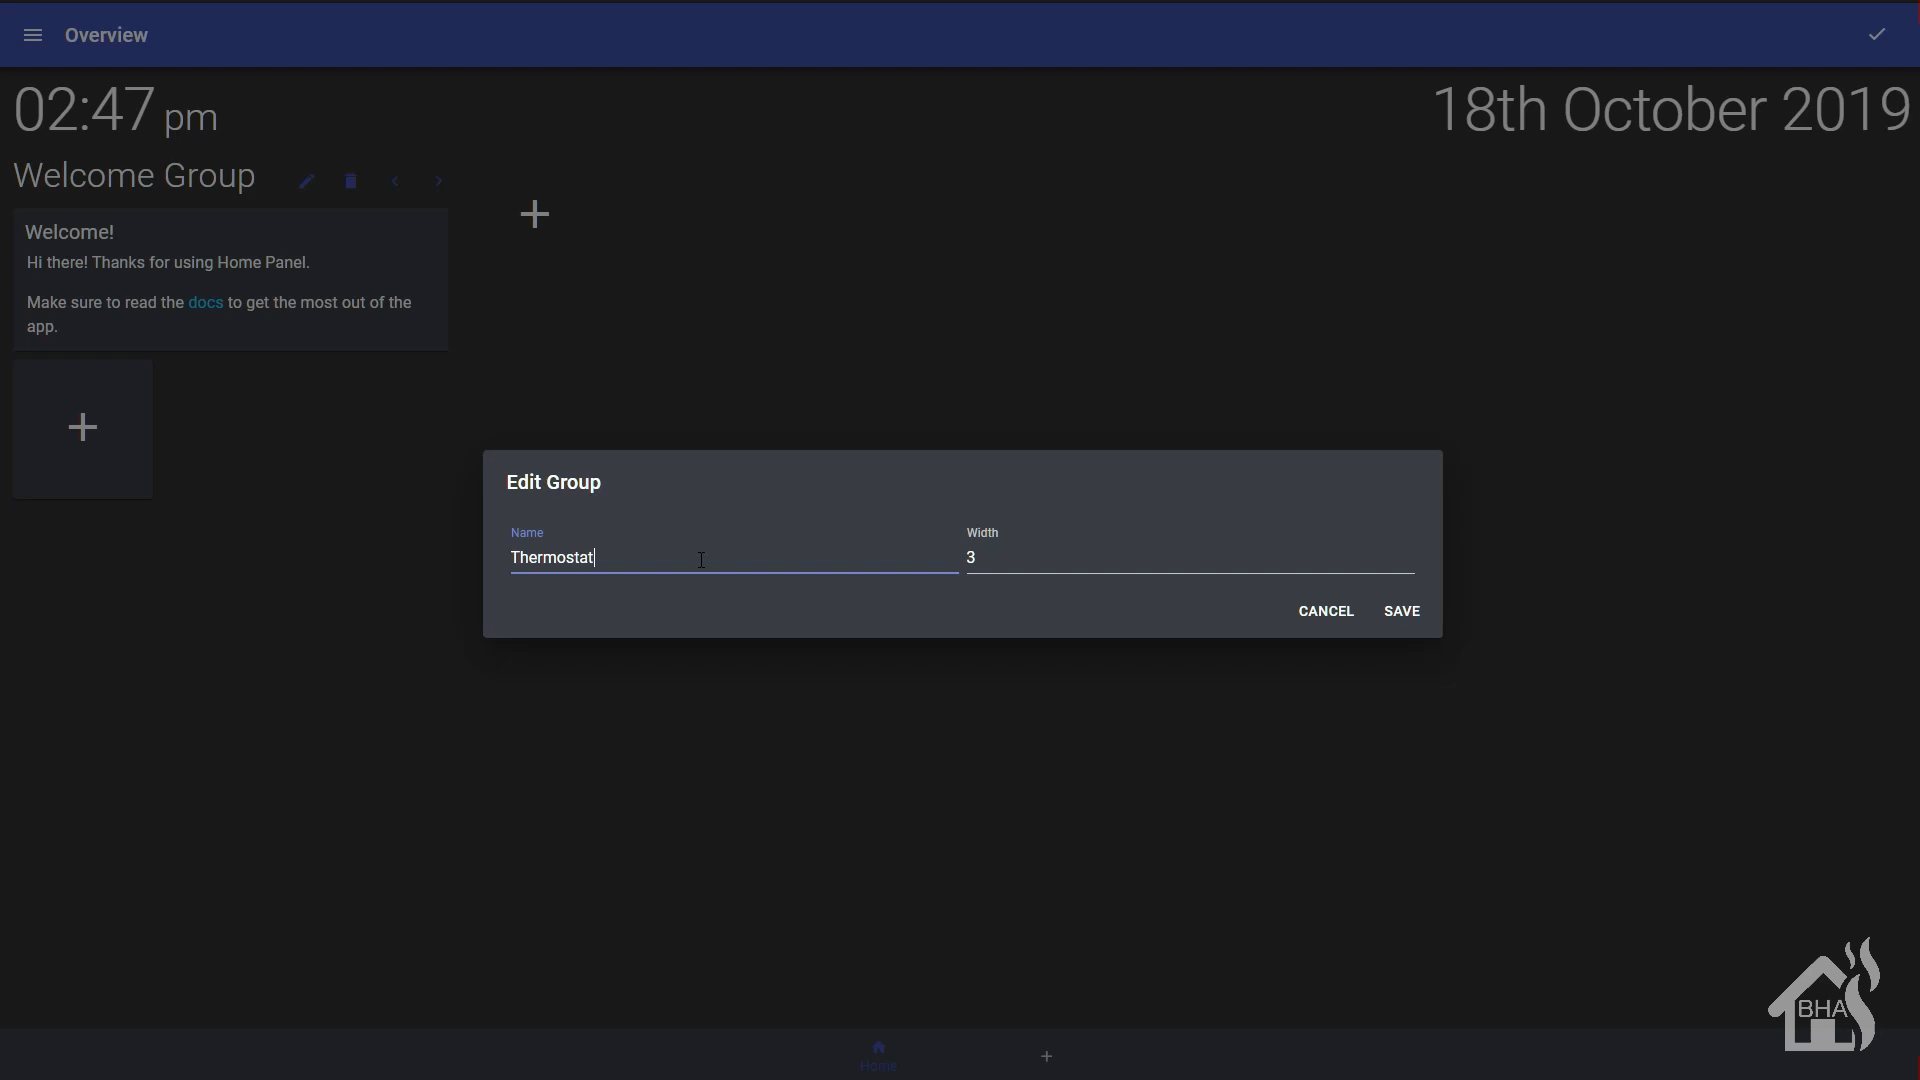 Overview
02:47 pm
18th October 2019
Welcome Group
Welcome!
Hi there! Thanks for using Home Panel.
Make sure to read the docs to get the most out of the
app.
Edit Group
Name
Width
Thermostat
3
CANCEL
SAVE
BHA
Home